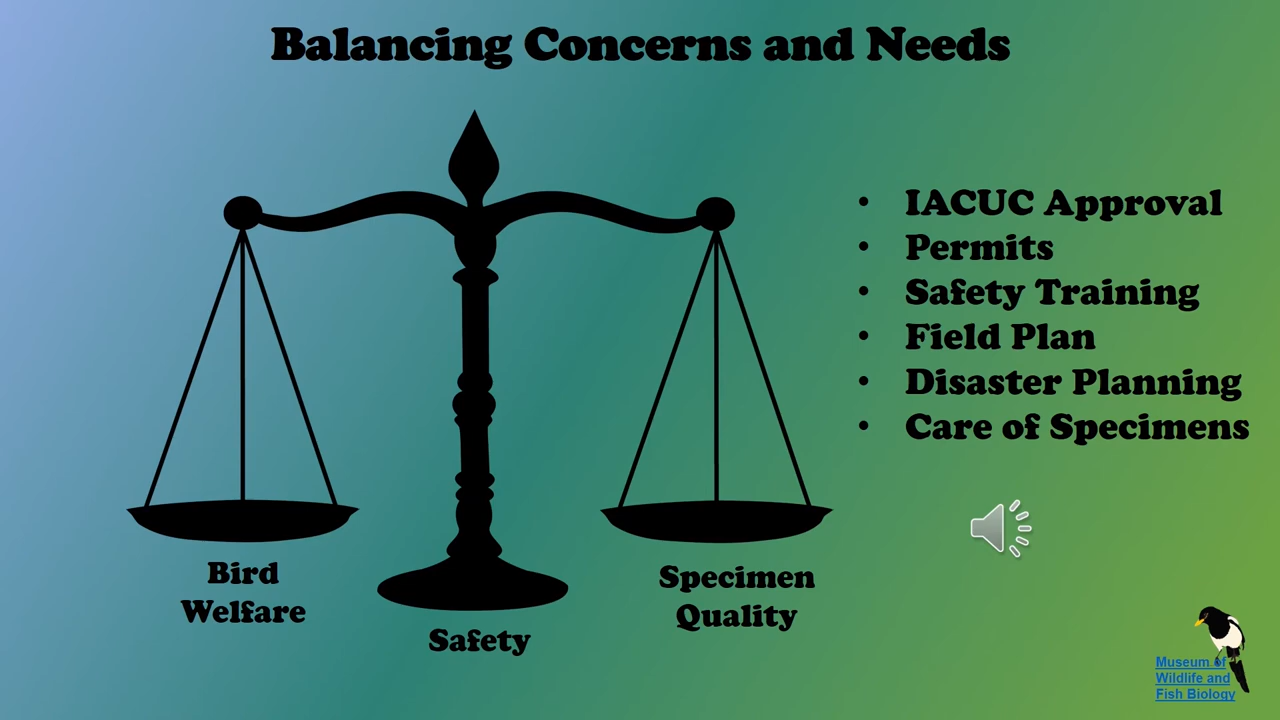 Balancing Concerns and Needs
• IACUC Approval
• Permits
• Safety Training
• Field Plan
• Disaster Planning
• Care of Specimens
Bird
Welfare
Safety
Specimen
Quality
Museum of
Wildlife and
Fish Biology